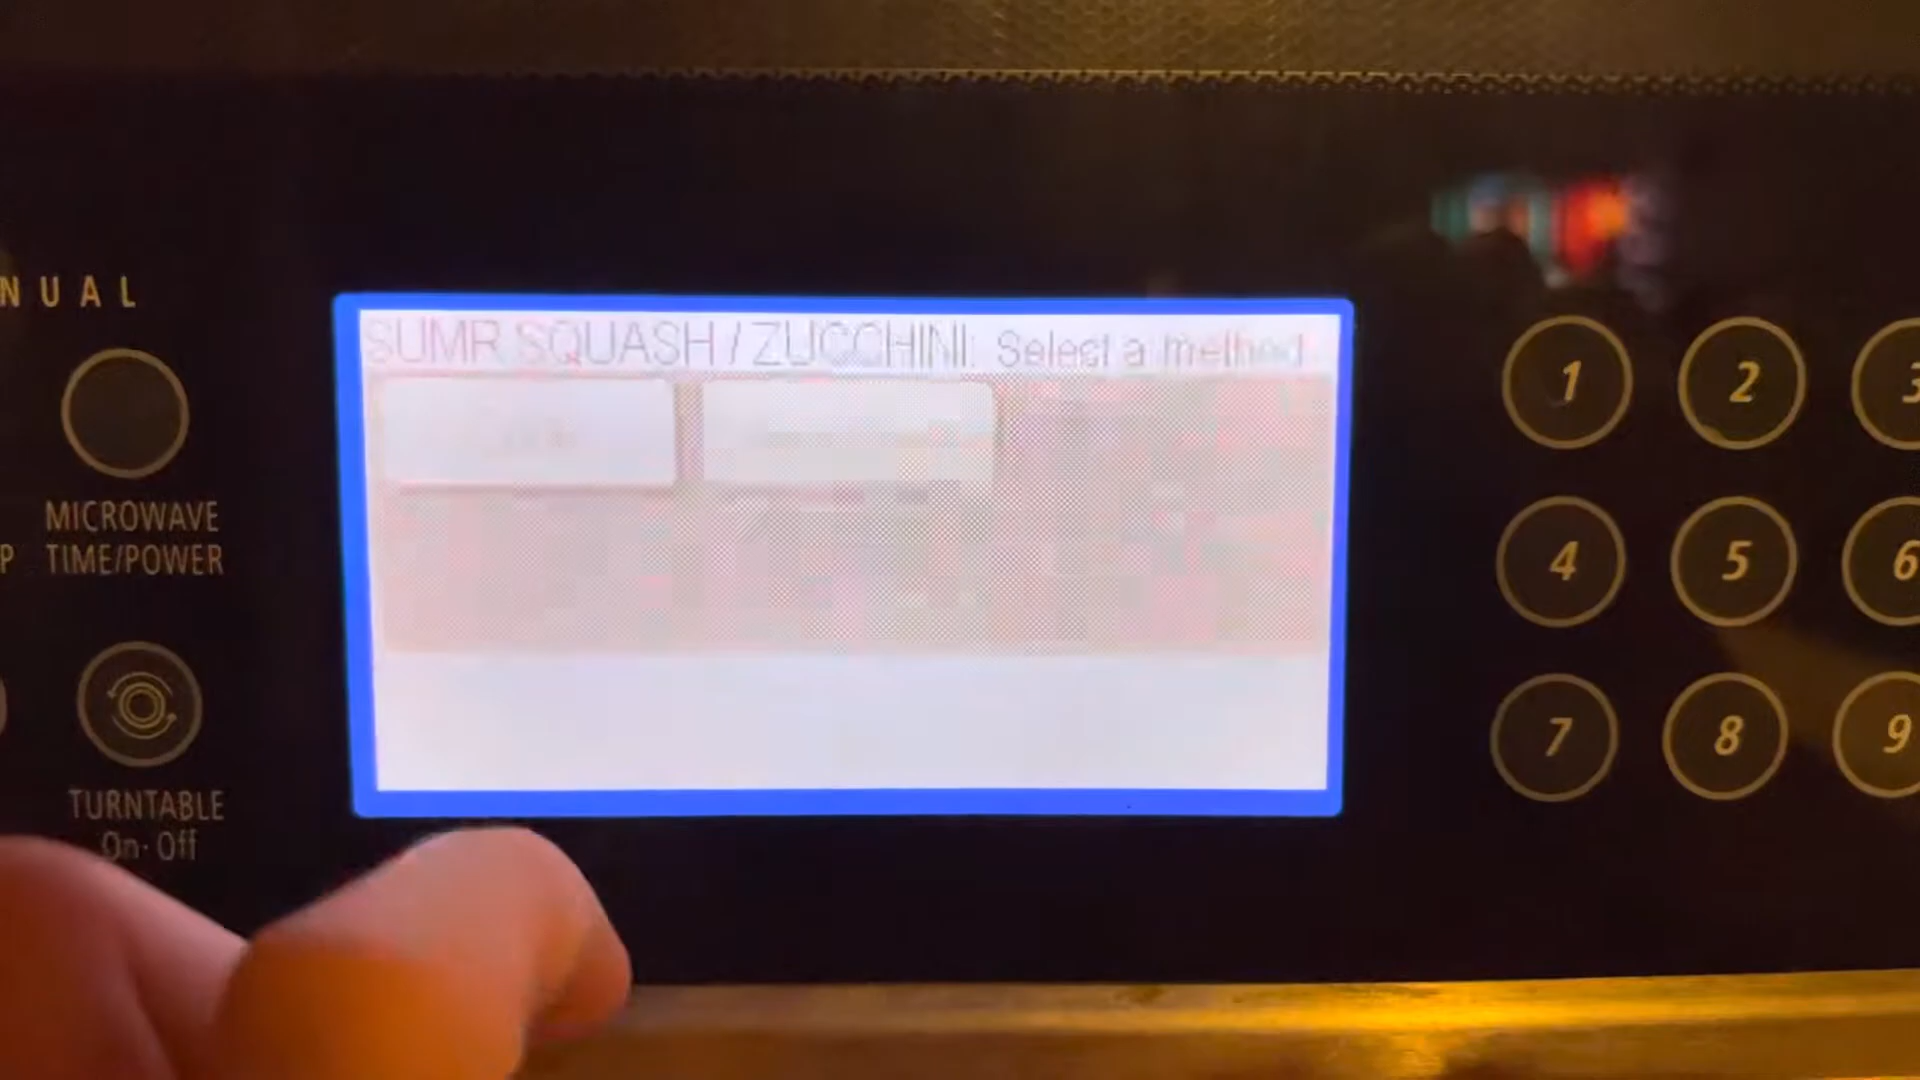 NUAL
MICROWAVE
TIME/POWER
P
TURNTABLE
On·Off
SUMR SQUASH / ZUCCHINI: Select a method
1
2
3
4
5
6
7
8
9